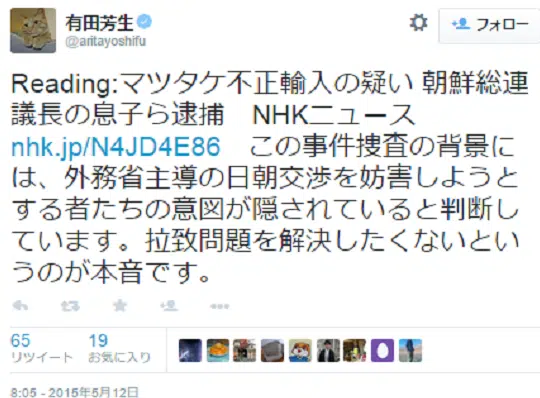 有田芳生
@aritayoshifu
フォロー
Reading:マツタケ不正輸入の疑い 朝鮮総連
議長の息子ら逮捕　NHKニュース
nhk.jp/N4JD4E86　この事件捜査の背景に
は、外務省主導の日朝交渉を妨害しようと
する者たちの意図が隠されていると判断し
ています。拉致問題を解決したくないとい
うのが本音です。
65 19
リツイート お気に入り
8:05 - 2015年5月12日